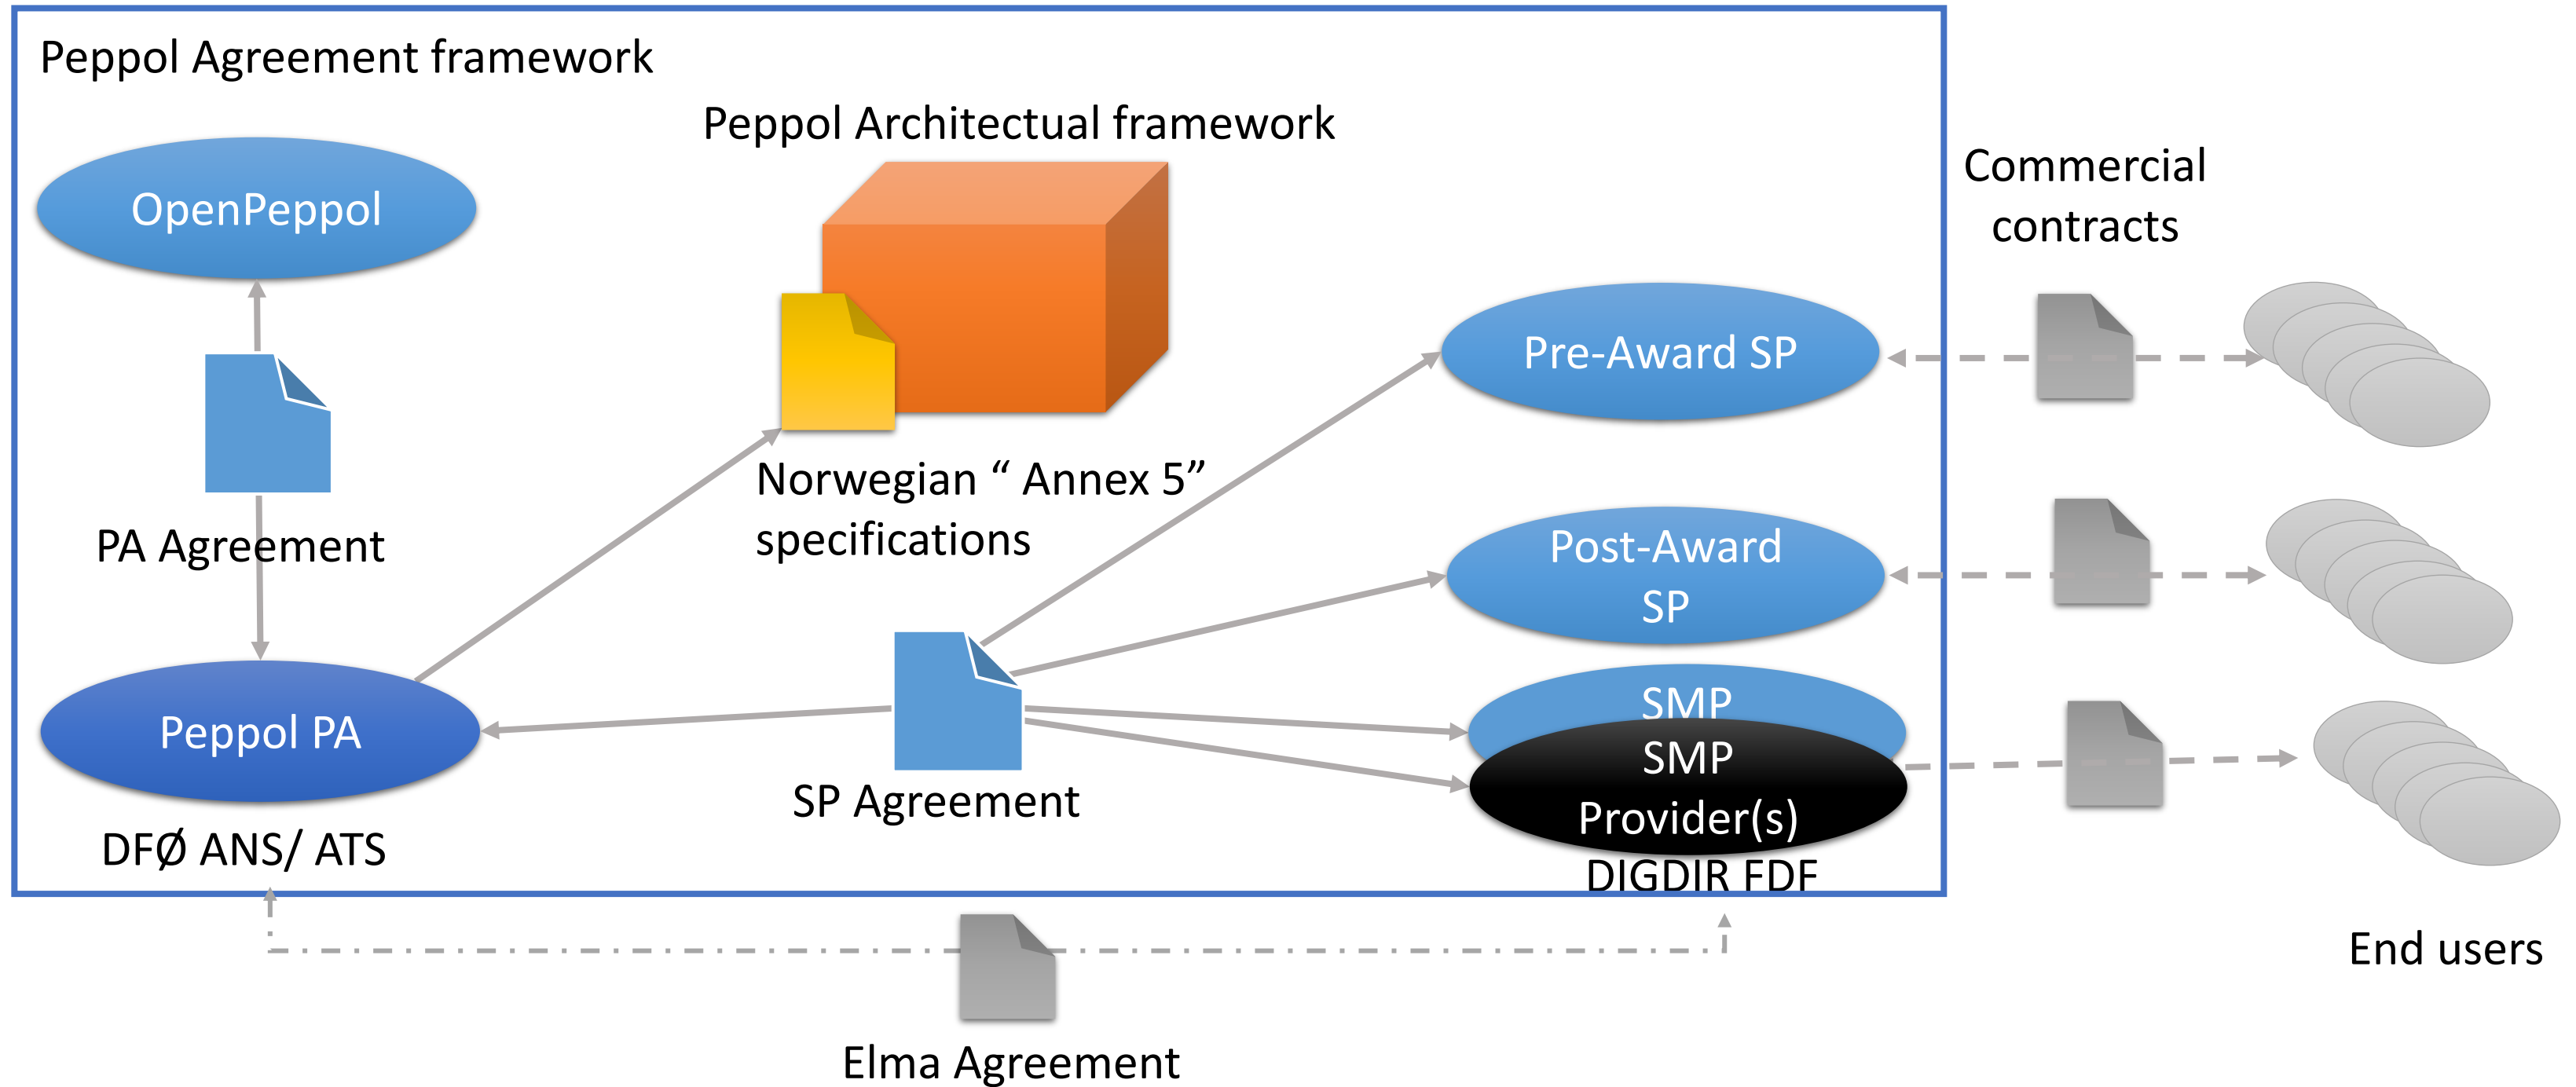 Peppol Agreement framework
Peppol Architectual framework
Commercial
contracts
OpenPeppol
Pre-Award SP
Norwegian “ Annex 5”
specifications
PA Agreement
Post-Award
SP
SMP
Peppol PA
SMP
Provider(s)
SP Agreement
DFØ ANS/ ATS
DIGDIR FDF
End users
Elma Agreement